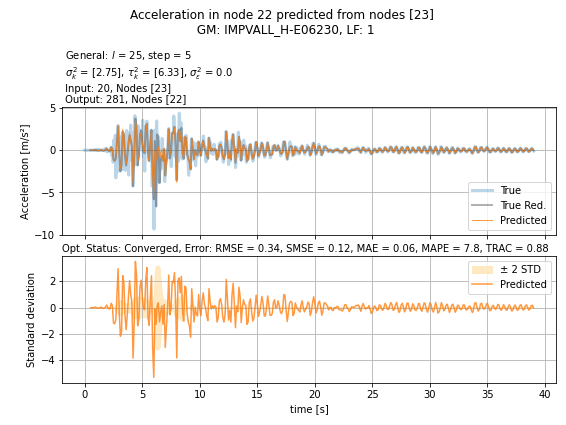 Acceleration in node 22 predicted from nodes [23]
GM: IMPVALL_H-E06230, LF: 1
General: l = 25, step = 5
σ²ₖ = [2.75], τ²ₖ = [6.33], σ²ᵣ = 0.0
Input: 20, Nodes [23]
Output: 281, Nodes [22]
Acceleration [m/s²]
5
0
−5
−10
True
True Red.
Predicted
Opt. Status: Converged, Error: RMSE = 0.34, SMSE = 0.12, MAE = 0.06, MAPE = 7.8, TRAC = 0.88
Standard deviation
2
0
−2
−4
± 2 STD
Predicted
0 5 10 15 20 25 30 35 40
time [s]